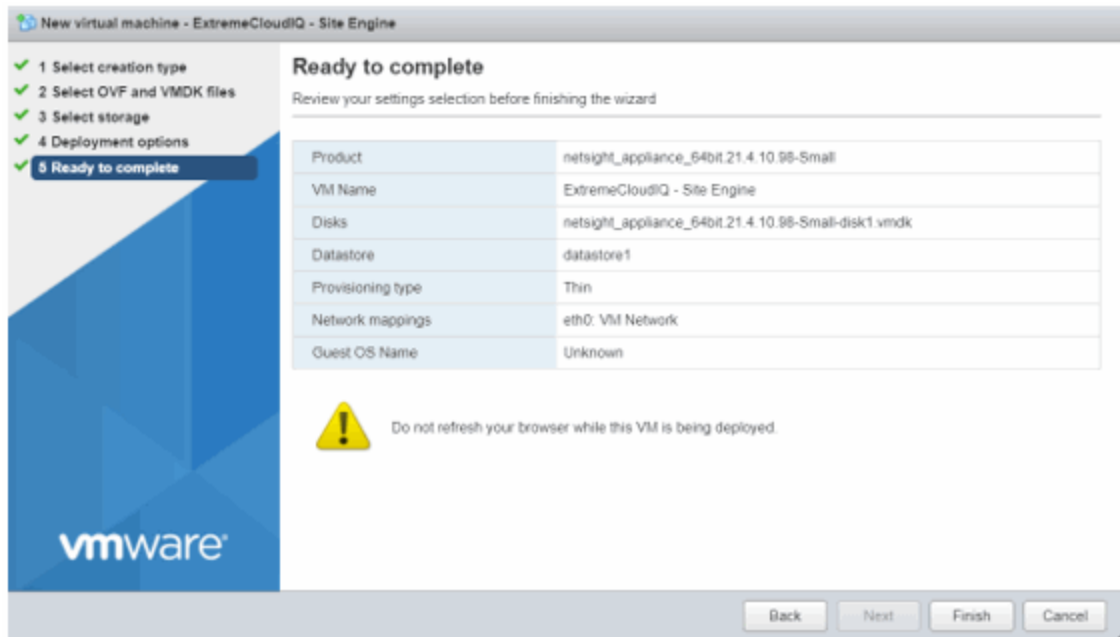 New virtual machine - ExtremeCloudIQ - Site Engine
1 Select creation type
2 Select OVF and VMDK files
3 Select storage
4 Deployment options
5 Ready to complete
Ready to complete
Review your settings selection before finishing the wizard
Product netsight_appliance_64bit.21.4.10.98-Small
VM Name ExtremeCloudIQ - Site Engine
Disks netsight_appliance_64bit.21.4.10.98-Small-disk1.vmdk
Datastore datastore1
Provisioning type Thin
Network mappings eth0: VM Network
Guest OS Name Unknown
Do not refresh your browser while this VM is being deployed.
vmware
Back Next Finish Cancel